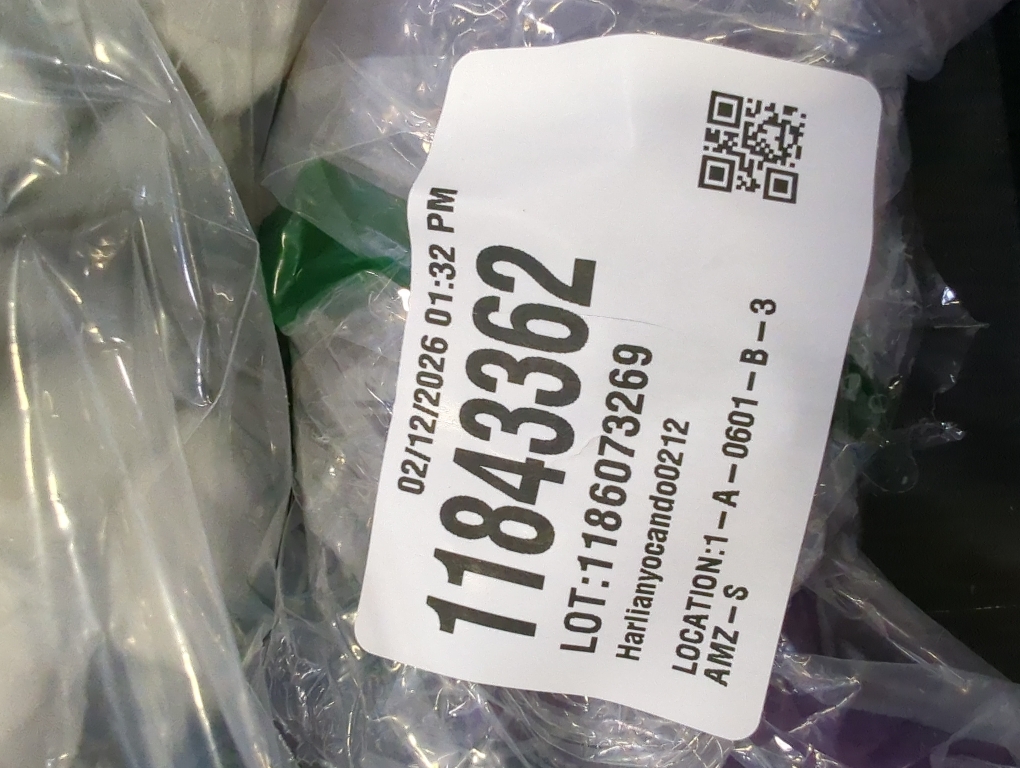 02/12/2026 01:32 PM
11843362
LOT:1186073269
Harlianyocando0212
LOCATION:1-A-0601-B-3
AMZ-S